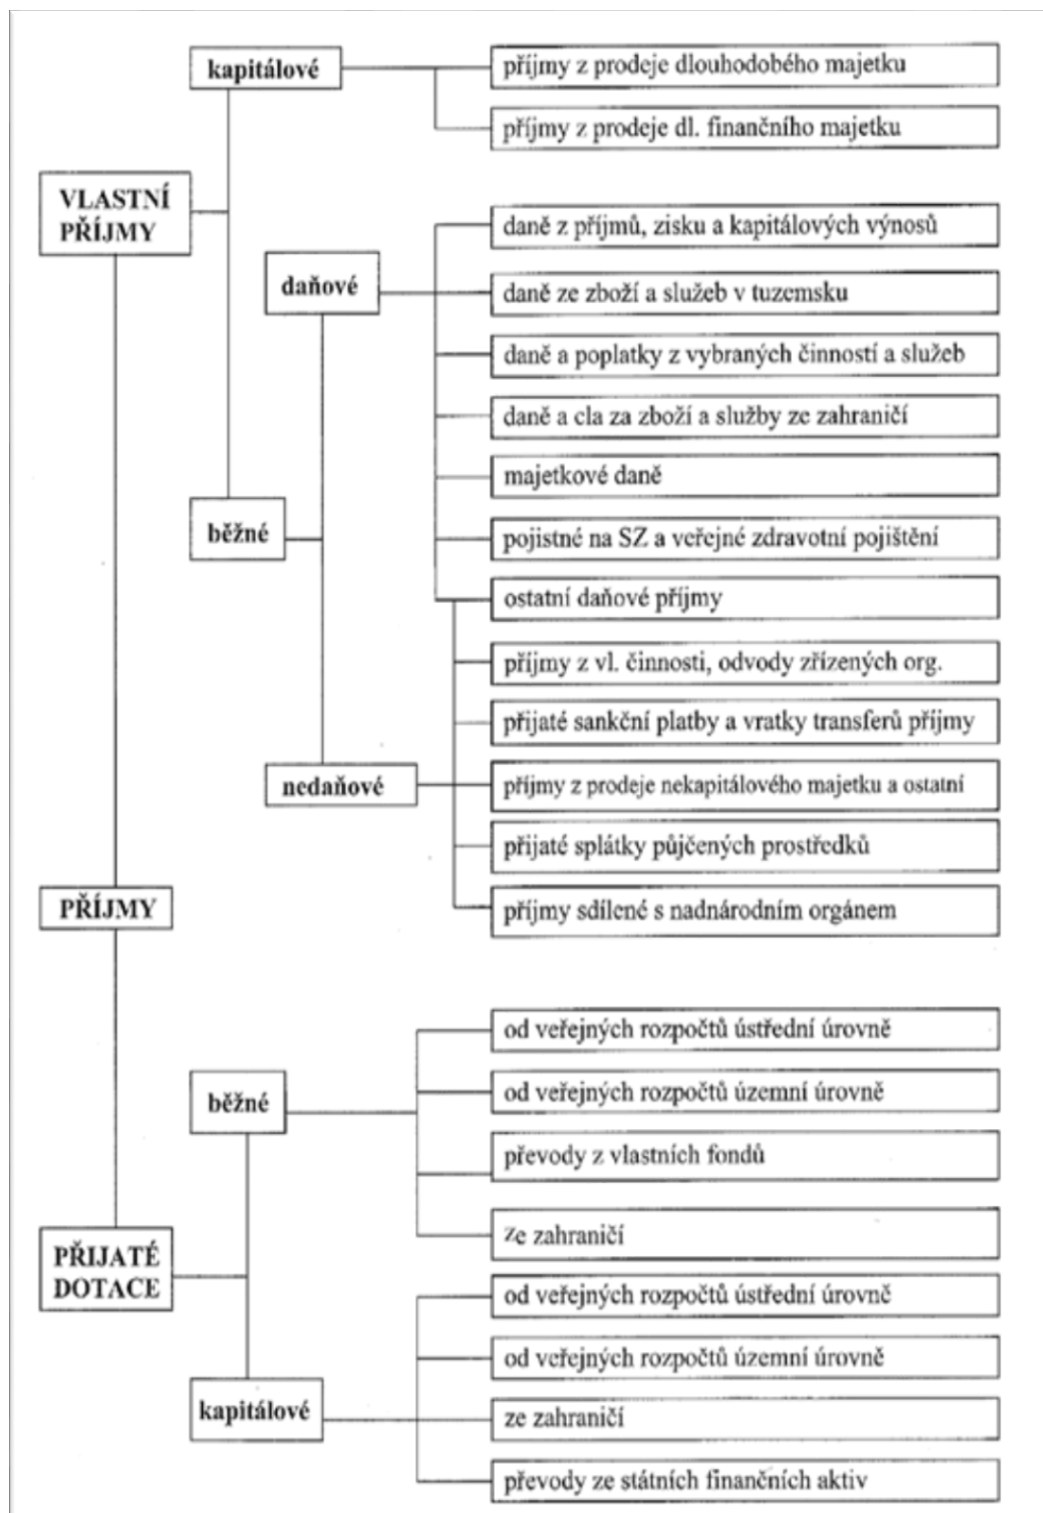 kapitálové
příjmy z prodeje dlouhodobého majetku
příjmy z prodeje dl. finančního majetku
VLASTNÍ
PŘÍJMY
daně z příjmů, zisku a kapitálových výnosů
daňové
daně ze zboží a služeb v tuzemsku
daně a poplatky z vybraných činností a služeb
daně a cla za zboží a služby ze zahraničí
majetkové daně
běžné
pojistné na SZ a veřejné zdravotní pojištění
ostatní daňové příjmy
příjmy z vl. činnosti, odvody zřízených org.
přijaté sankční platby a vratky transferů příjmy
nedaňové
příjmy z prodeje nekapitálového majetku a ostatní
přijaté splátky půjčených prostředků
PŘÍJMY
příjmy sdílené s nadnárodním orgánem
od veřejných rozpočtů ústřední úrovně
běžné
od veřejných rozpočtů územní úrovně
převody z vlastních fondů
ze zahraničí
PŘIJATÉ
DOTACE
od veřejných rozpočtů ústřední úrovně
od veřejných rozpočtů územní úrovně
kapitálové
ze zahraničí
převody ze státních finančních aktiv